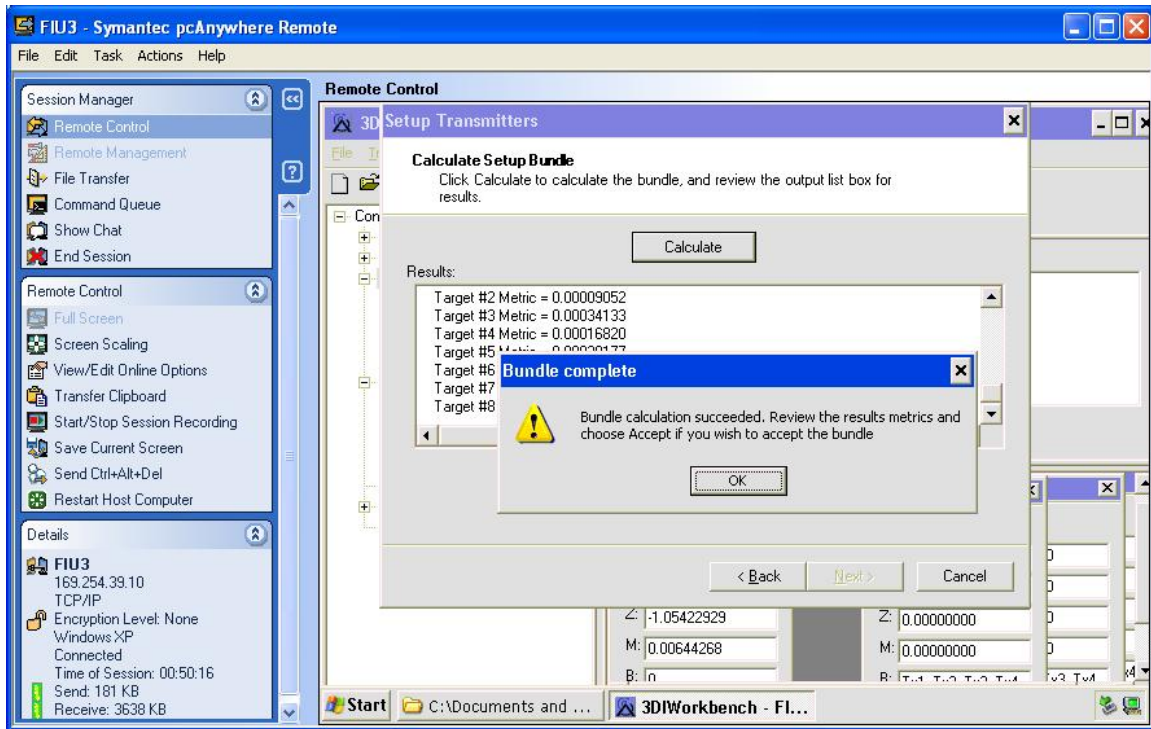 FIU3 - Symantec pcAnywhere Remote
File Edit Task Actions Help
Session Manager
Remote Control
Remote Management
File Transfer
Command Queue
Show Chat
End Session
Remote Control
Full Screen
Screen Scaling
View/Edit Online Options
Transfer Clipboard
Start/Stop Session Recording
Save Current Screen
Send Ctrl+Alt+Del
Restart Host Computer
Details
FIU3
169.254.39.10
TCP/IP
Encryption Level: None
Windows XP
Connected
Time of Session: 00:50:16
Send: 181 KB
Receive: 3638 KB
Remote Control
3D
File
Con
Setup Transmitters
Calculate Setup Bundle
Click Calculate to calculate the bundle, and review the output list box for
results.
Calculate
Results:
Target #2 Metric = 0.00009052
Target #3 Metric = 0.00034133
Target #4 Metric = 0.00016820
Target #5
Target #6
Target #7
Target #8
Bundle complete
Bundle calculation succeeded. Review the results metrics and
choose Accept if you wish to accept the bundle
OK
< Back Next > Cancel
Z: -1.05422929 Z: 0.00000000
M: 0.00644268 M: 0.00000000
Start C:\Documents and ... 3DIWorkbench - FI...